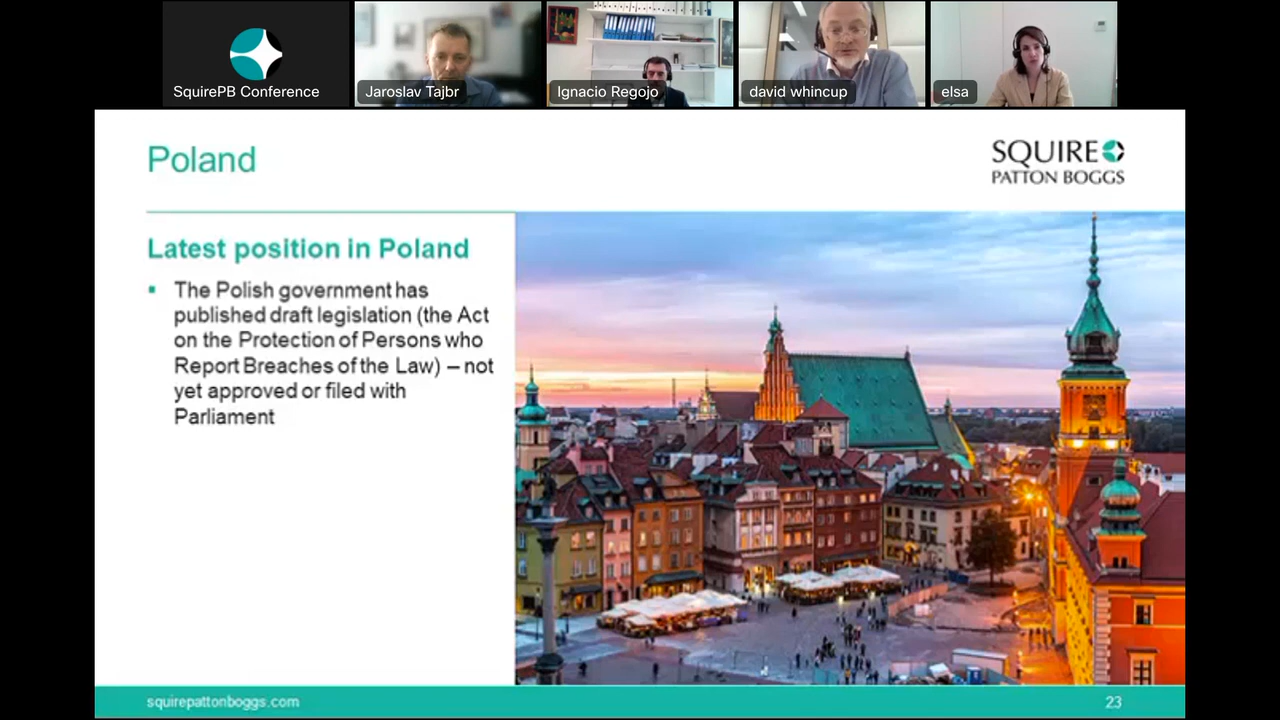 SquirePB Conference
Jaroslav Tajbr
Ignacio Regojo
david whincup
elsa
Poland
SQUIRE
PATTON BOGGS
Latest position in Poland
The Polish government has
published draft legislation (the Act
on the Protection of Persons who
Report Breaches of the Law) – not
yet approved or filed with
Parliament
squirepattonboggs.com
23